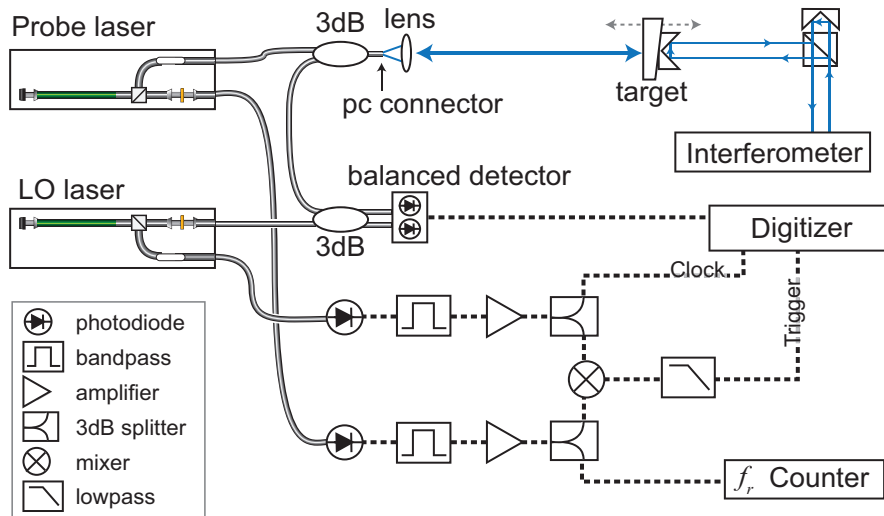 Probe laser
3dB
lens
pc connector
target
Interferometer
LO laser
balanced detector
3dB
Digitizer
Clock
Trigger
photodiode
bandpass
amplifier
3dB splitter
mixer
lowpass
f_r Counter